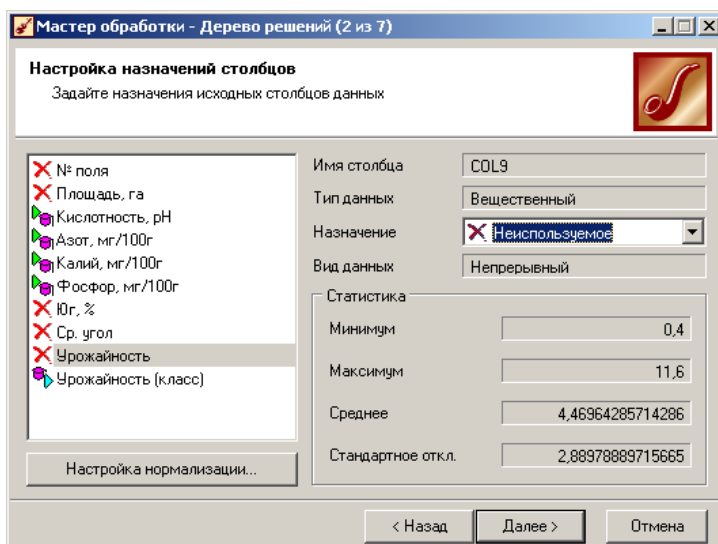 Мастер обработки - Дерево решений (2 из 7)
Настройка назначений столбцов
Задайте назначения исходных столбцов данных
№ поля
Площадь, га
Кислотность, pH
Азот, мг/100г
Калий, мг/100г
Фосфор, мг/100г
Юг, %
Ср. угол
Урожайность
Урожайность (класс)
Настройка нормализации...
Имя столбца COL9
Тип данных Вещественный
Назначение Неиспользуемое
Вид данных Непрерывный
Статистика
Минимум 0,4
Максимум 11,6
Среднее 4,46964285714286
Стандартное откл. 2,88978889715665
< Назад Далее > Отмена